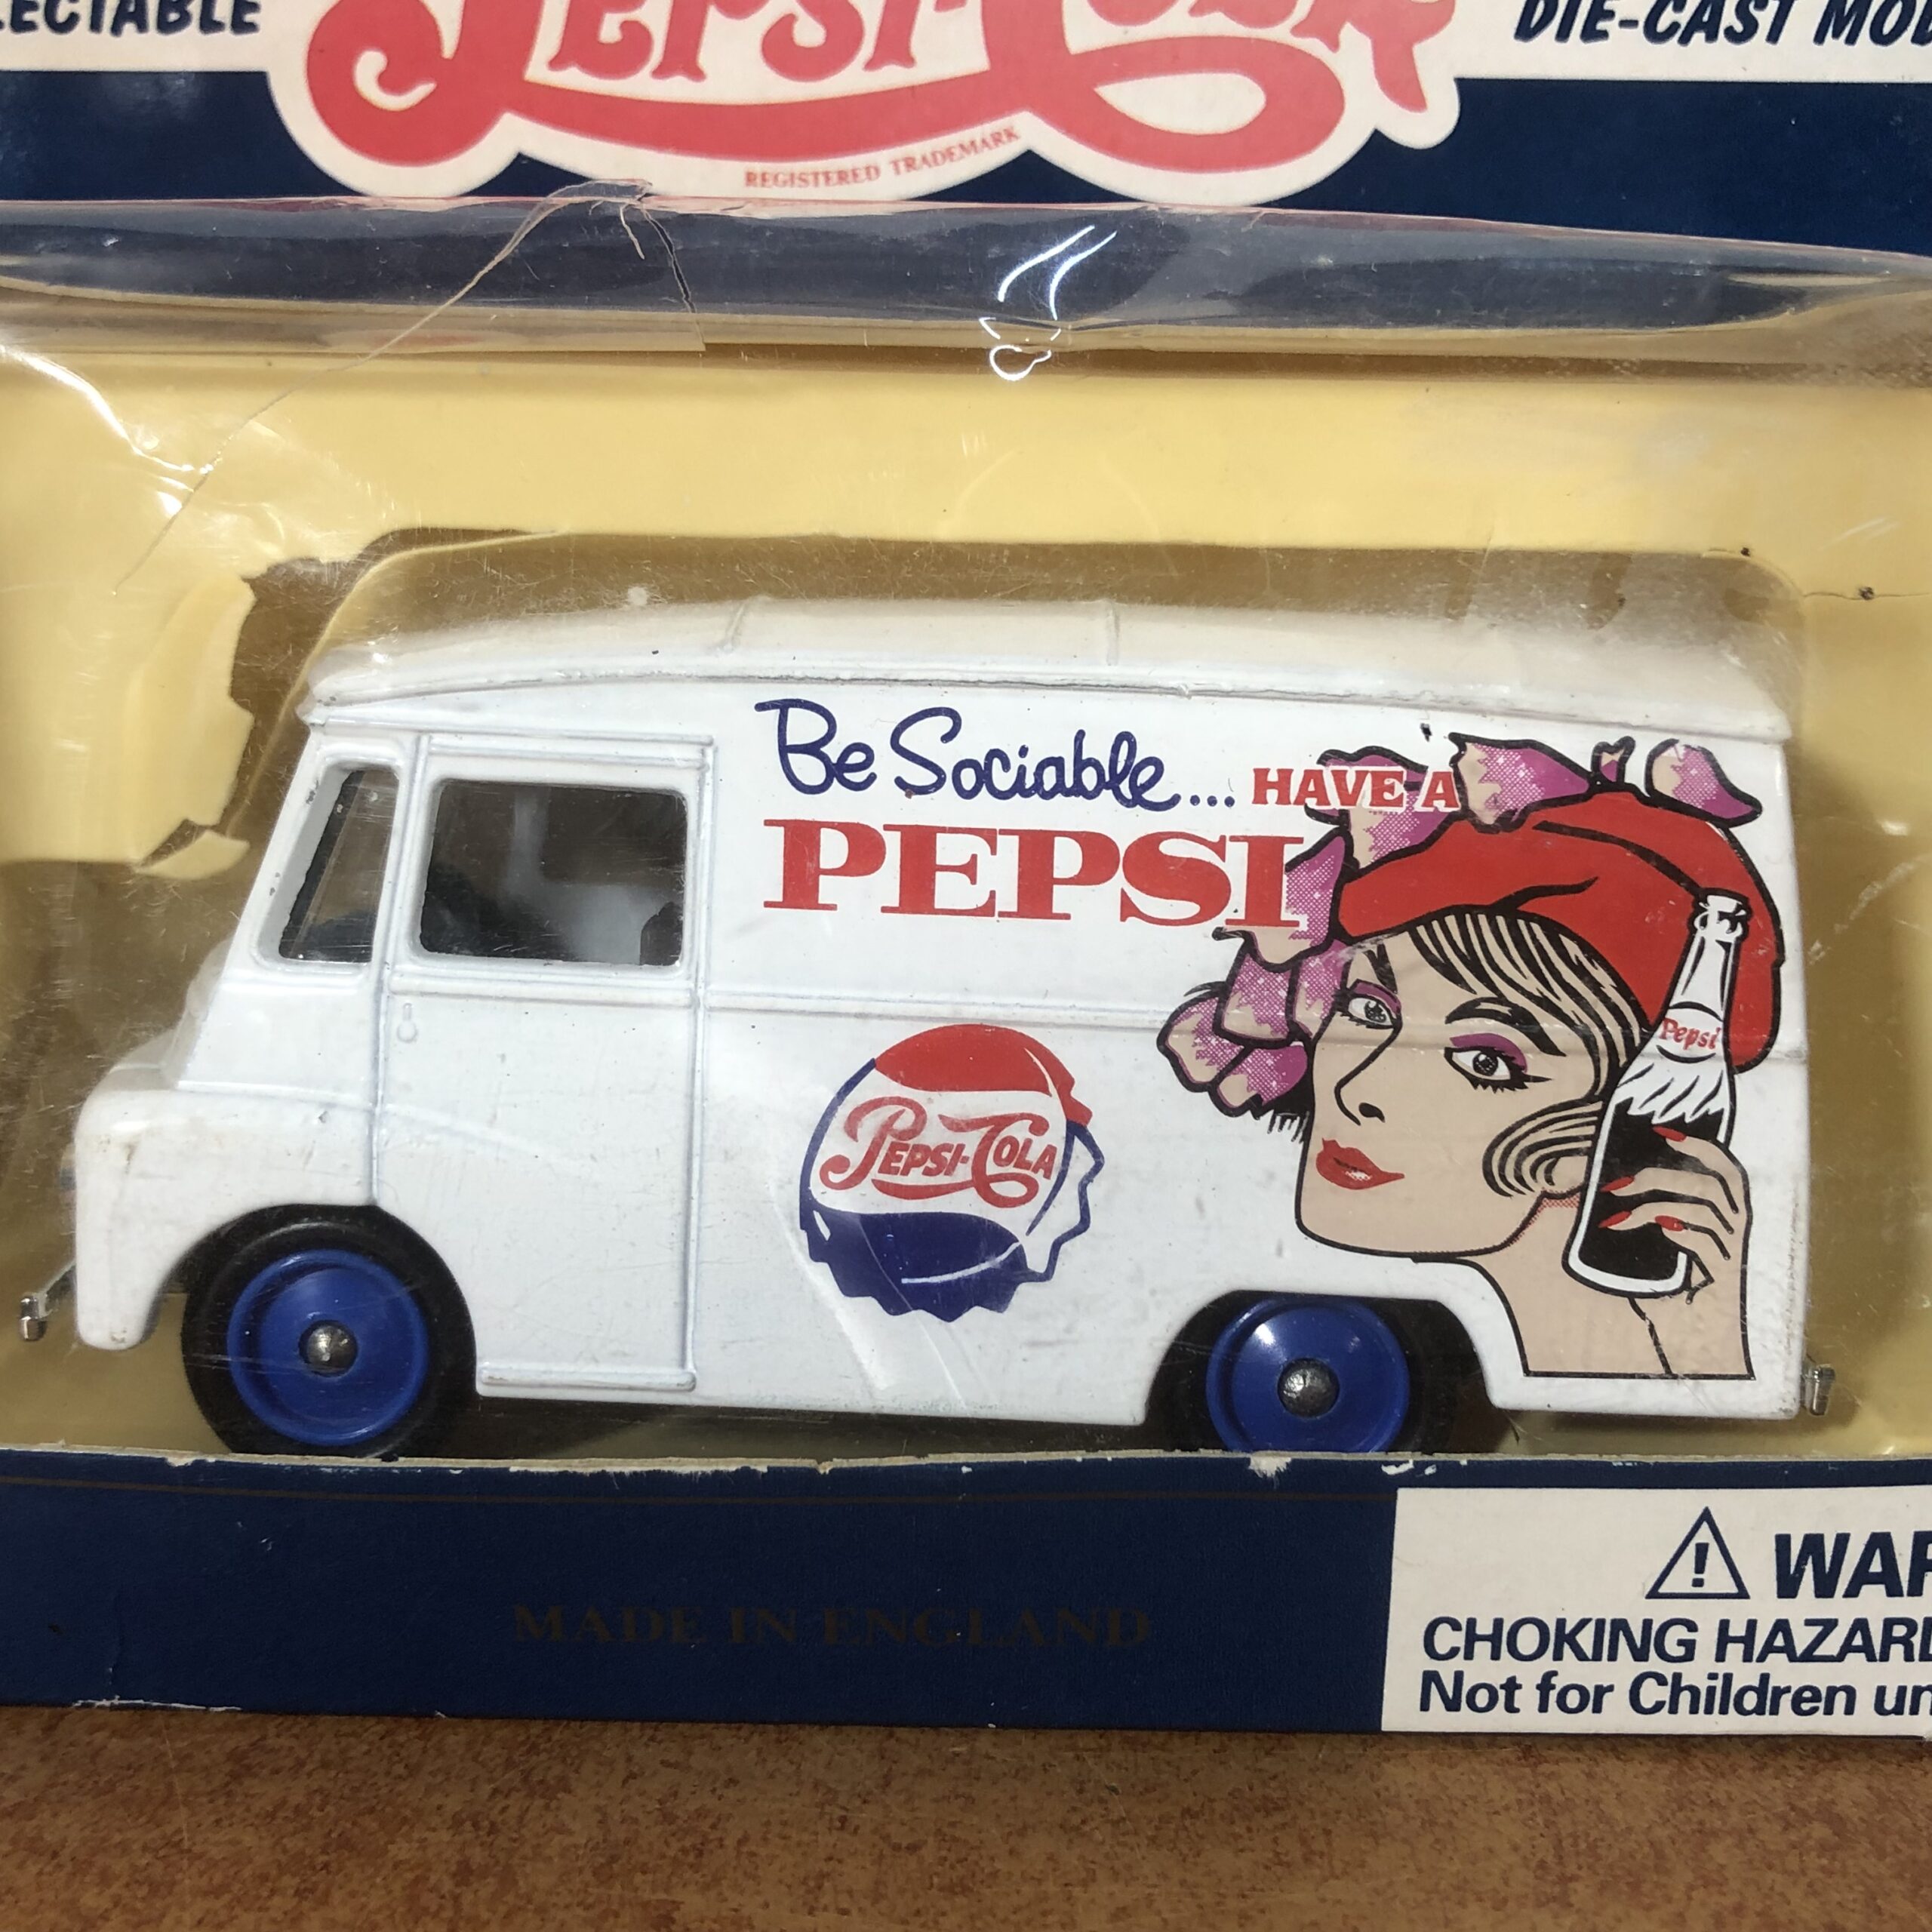 LECTABLE
PEPSI-COLA
DIE-CAST MOD
REGISTERED TRADEMARK
Be Sociable... HAVE A
PEPSI
Pepsi
PEPSI-COLA
MADE IN ENGLAND
WAR
CHOKING HAZARD
Not for Children un